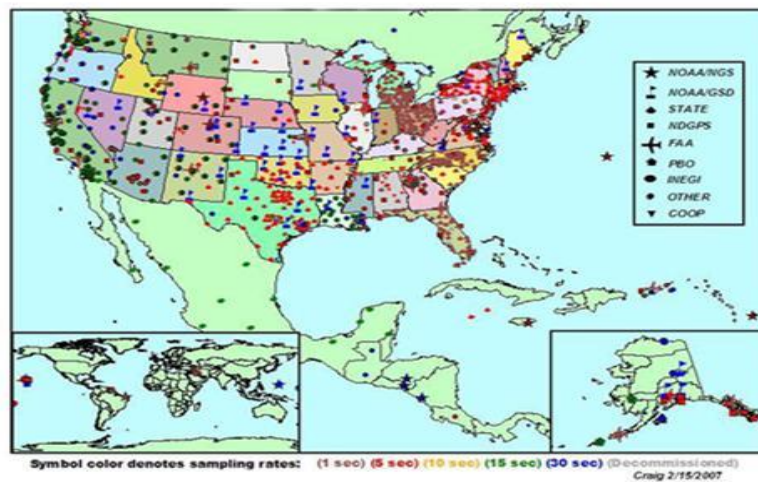 NOAA/NGS
NOAA/GSD
STATE
NDGPS
FAA
PBO
INEGI
OTHER
COOP
Symbol color denotes sampling rates: (1 sec) (5 sec) (10 sec) (15 sec) (30 sec) (Decommissioned)
Craig 2/15/2007